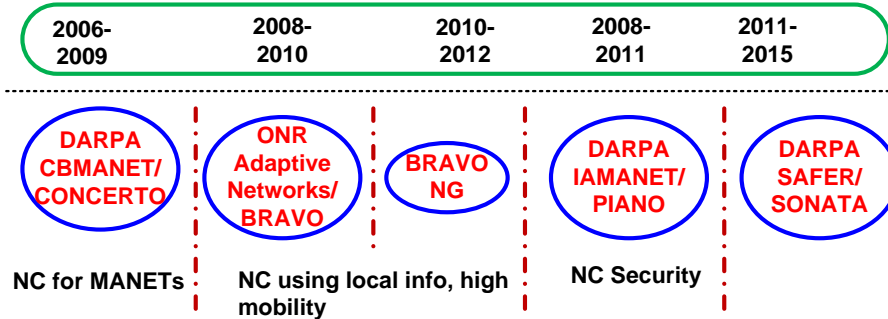 2006-
2009-
2008-
2010
2010-
2012
2008-
2011
2011-
2015
DARPA
CBMANET/
CONCERTO
ONR
Adaptive
Networks/
BRAVO
BRAVO
NG
DARPA
IAMANET/
PIANO
DARPA
SAFER/
SONATA
NC for MANETs
NC using local info, high
mobility
NC Security